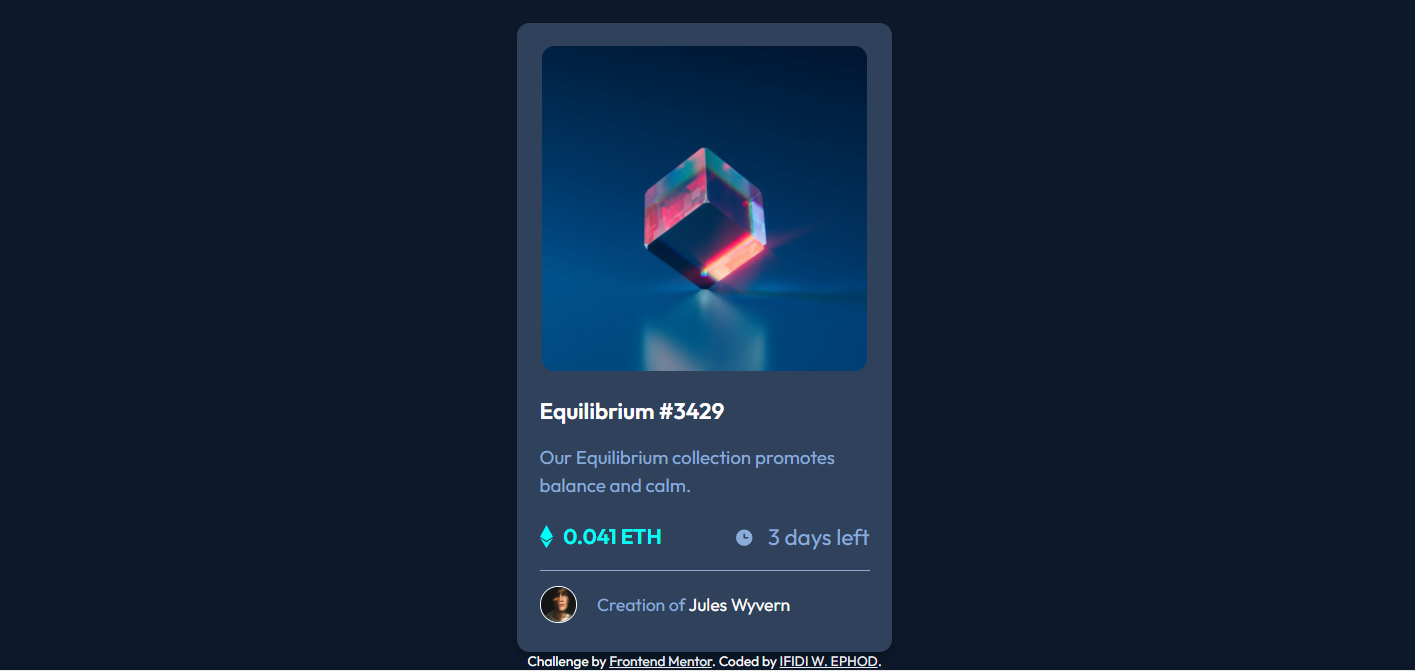 Equilibrium #3429
Our Equilibrium collection promotes
balance and calm.
0.041 ETH
3 days left
Creation of Jules Wyvern
Challenge by Frontend Mentor. Coded by IFIDI W. EPHOD.